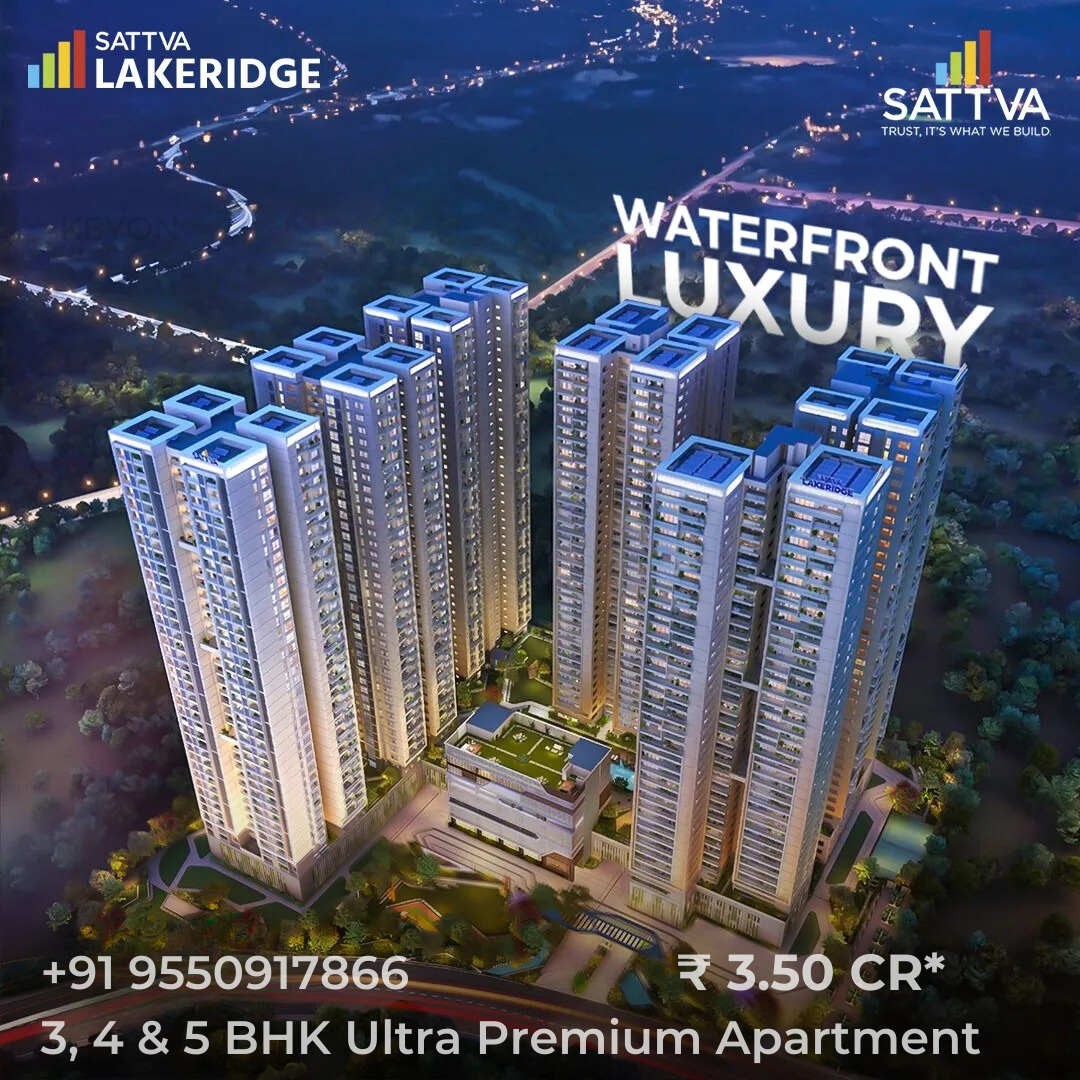 SATTVA
LAKERIDGE
SATTVA
TRUST, IT'S WHAT WE BUILD.
WATERFRONT
LUXURY
LAKERIDGE
+91 9550917866
₹ 3.50 CR*
3, 4 & 5 BHK Ultra Premium Apartment